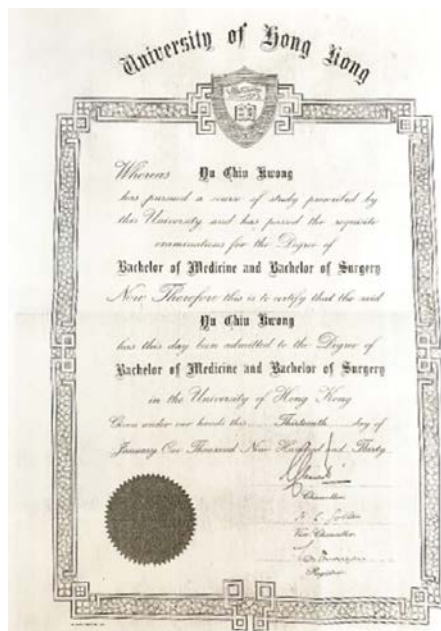 University of Hong Kong
Whereas Yu Chiu Kwong
has pursued a course of study prescribed by
this University and has passed the requisite
examinations for the Degree of
Bachelor of Medicine and Bachelor of Surgery
Now Therefore this is to certify that the said
Yu Chiu Kwong
has this day been admitted to the Degree of
Bachelor of Medicine and Bachelor of Surgery
in the University of Hong Kong
Given under our hands this Thirteenth day of
January One Thousand Nine Hundred and Thirty
Chancellor
Vice Chancellor
Registrar